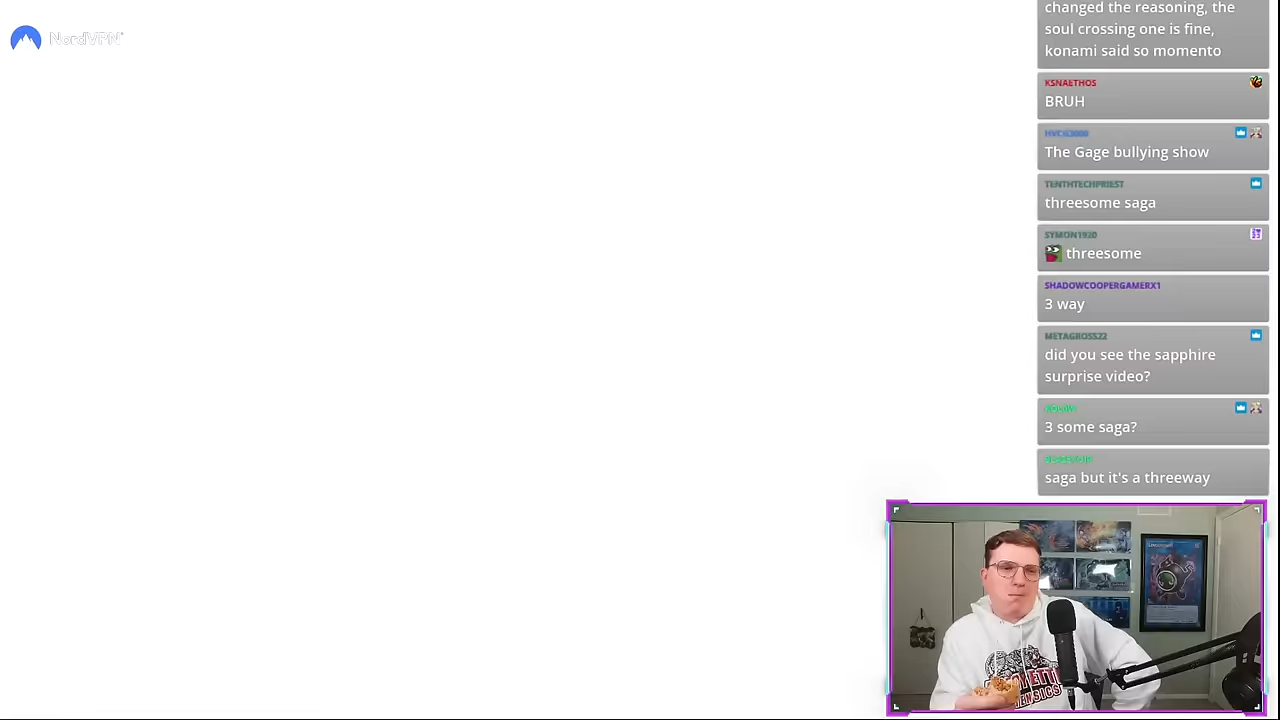 NordVPN
changed the reasoning, the
soul crossing one is fine,
konami said so momento
KSNAETHOS
BRUH
The Gage bullying show
TENTHTECHPRIEST
threesome saga
SYMON1920
threesome
SHADOWCOOPERGAMERX1
3 way
METAGROSS22
did you see the sapphire
surprise video?
3 some saga?
saga but it's a threeway